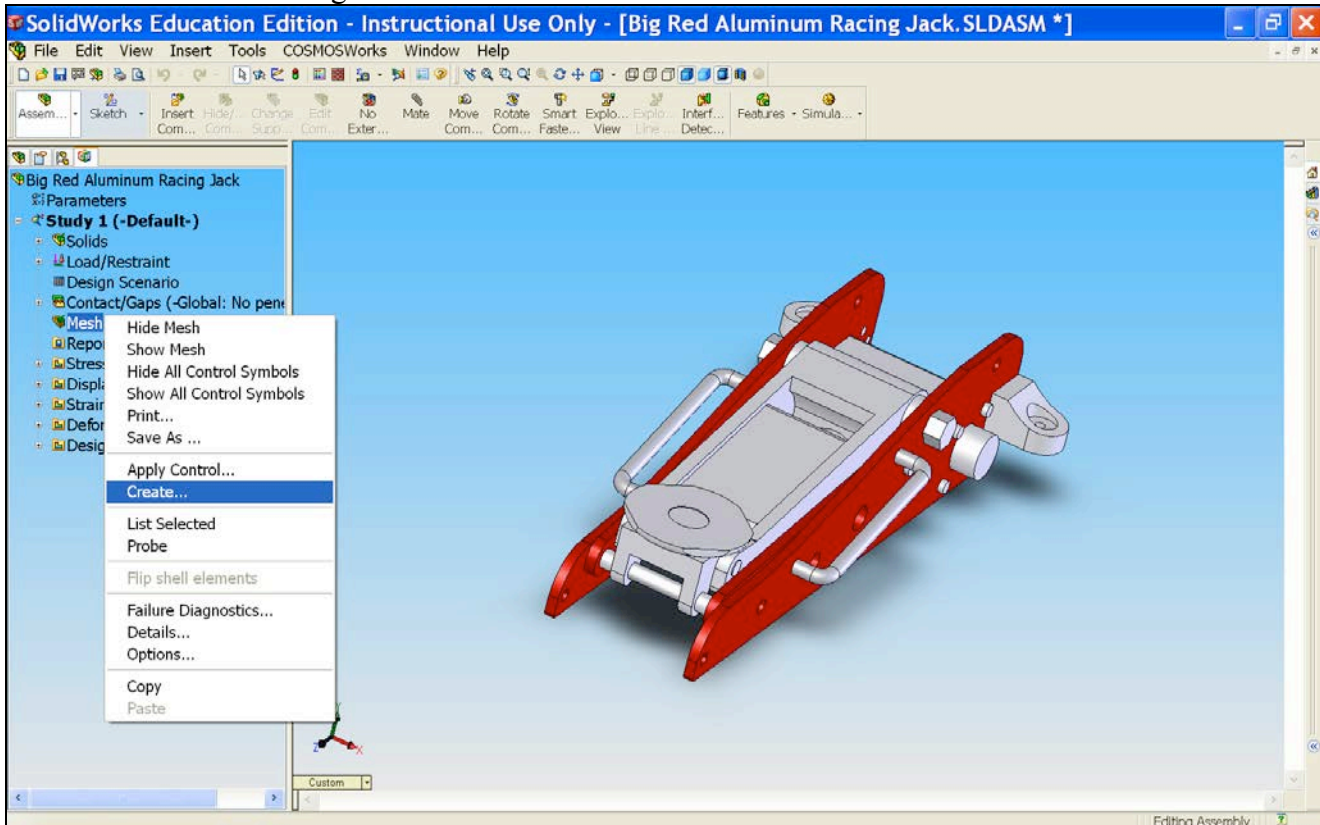 SolidWorks Education Edition - Instructional Use Only - [Big Red Aluminum Racing Jack.SLDASM *]
File Edit View Insert Tools COSMOSWorks Window Help
Assem... Sketch Insert Com... Hide/... Com... Change Supp... Edit Com... No Exter... Mate Move Com... Rotate Com... Smart Faste... Explo... View Explo... Line ... Interf... Detec... Features Simula...
Big Red Aluminum Racing Jack
Parameters
Study 1 (-Default-)
Solids
Load/Restraint
Design Scenario
Contact/Gaps (-Global: No pene
Mesh
Repo
Stres
Displa
Strain
Defor
Desig
Hide Mesh
Show Mesh
Hide All Control Symbols
Show All Control Symbols
Print...
Save As ...
Apply Control...
Create...
List Selected
Probe
Flip shell elements
Failure Diagnostics...
Details...
Options...
Copy
Paste
Z X
Custom
Editing Assembly